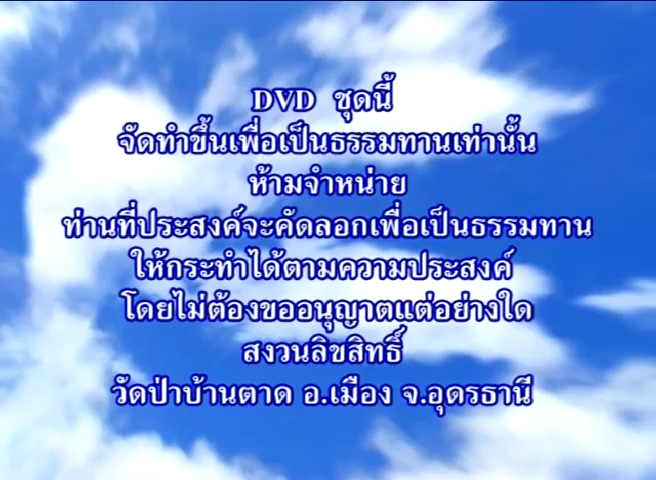 DVD ชุดนี้
จัดทำขึ้นเพื่อเป็นธรรมทานเท่านั้น
ห้ามจำหน่าย
ท่านที่ประสงค์จะคัดลอกเพื่อเป็นธรรมทาน
ให้กระทำได้ตามความประสงค์
โดยไม่ต้องขออนุญาตแต่อย่างใด
สงวนลิขสิทธิ์
วัดป่าบ้านตาด อ.เมือง จ.อุดรธานี